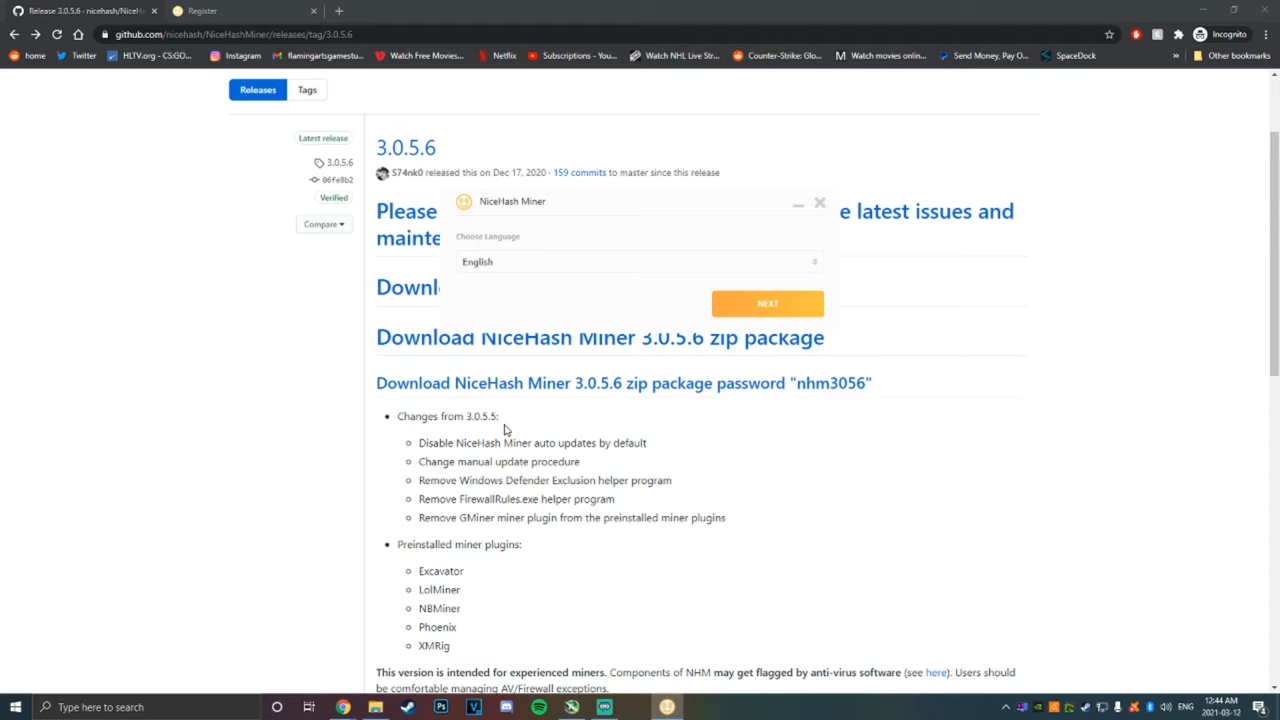 Release 3.0.5.6 · nicehash/NiceH
Register
github.com/nicehash/NiceHashMiner/releases/tag/3.0.5.6
Incognito
home
Twitter
HLTV.org - CS:GO...
Instagram
flamingartsgamestu...
Watch Free Movies...
Netflix
Subscriptions - You...
Watch NHL Live Str...
Counter-Strike: Glo...
Watch movies onlin...
Send Money, Pay O...
SpaceDock
»
Other bookmarks
Releases
Tags
Latest release
3.0.5.6
06fe8b2
Verified
Compare
3.0.5.6
S74nk0 released this on Dec 17, 2020 · 159 commits to master since this release
Please
e latest issues and
mainte
NiceHash Miner
Choose Language
English
NEXT
Downl
Download NiceHash Miner 3.0.5.6 zip package
Download NiceHash Miner 3.0.5.6 zip package password "nhm3056"
• Changes from 3.0.5.5:
Disable NiceHash Miner auto updates by default
Change manual update procedure
Remove Windows Defender Exclusion helper program
Remove FirewallRules.exe helper program
Remove GMiner miner plugin from the preinstalled miner plugins
• Preinstalled miner plugins:
Excavator
LolMiner
NBMiner
Phoenix
XMRig
This version is intended for experienced miners. Components of NHM may get flagged by anti-virus software (see here). Users should
be comfortable managing AV/Firewall exceptions.
Type here to search
Ps
V
ENG
12:44 AM
2021-03-12